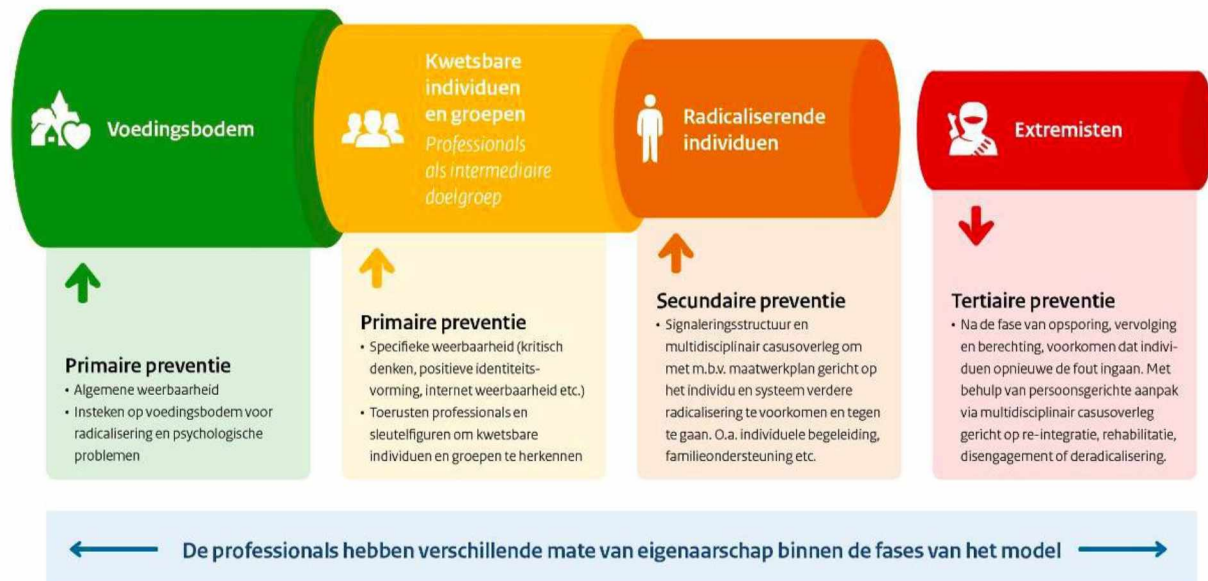 Voedingsbodem
Primaire preventie
• Algemene weerbaarheid
• Insteken op voedingsbodem voor
radicalisering en psychologische
problemen
Kwetsbare
individuen
en groepen
Professionals
als intermediaire
doelgroep
Primaire preventie
• Specifieke weerbaarheid (kritisch
denken, positieve identiteits-
vorming, internet weerbaarheid etc.)
• Toerusten professionals en
sleutelfiguren om kwetsbare
individuen en groepen te herkennen
Radicaliserende
individuen
Secundaire preventie
• Signaleringsstructuur en
multidisciplinair casusoverleg om
met m.b.v. maatwerkplan gericht op
het individu en systeem verdere
radicalisering te voorkomen en tegen
te gaan. O.a. individuele begeleiding,
familieondersteuning etc.
Extremisten
Tertiaire preventie
• Na de fase van opsporing, vervolging
en berechting, voorkomen dat indivi-
duen opnieuwe de fout ingaan. Met
behulp van persoonsgerichte aanpak
via multidisciplinair casusoverleg
gericht op re-integratie, rehabilitatie,
disengagement of deradicalisering.
De professionals hebben verschillende mate van eigenaarschap binnen de fases van het model